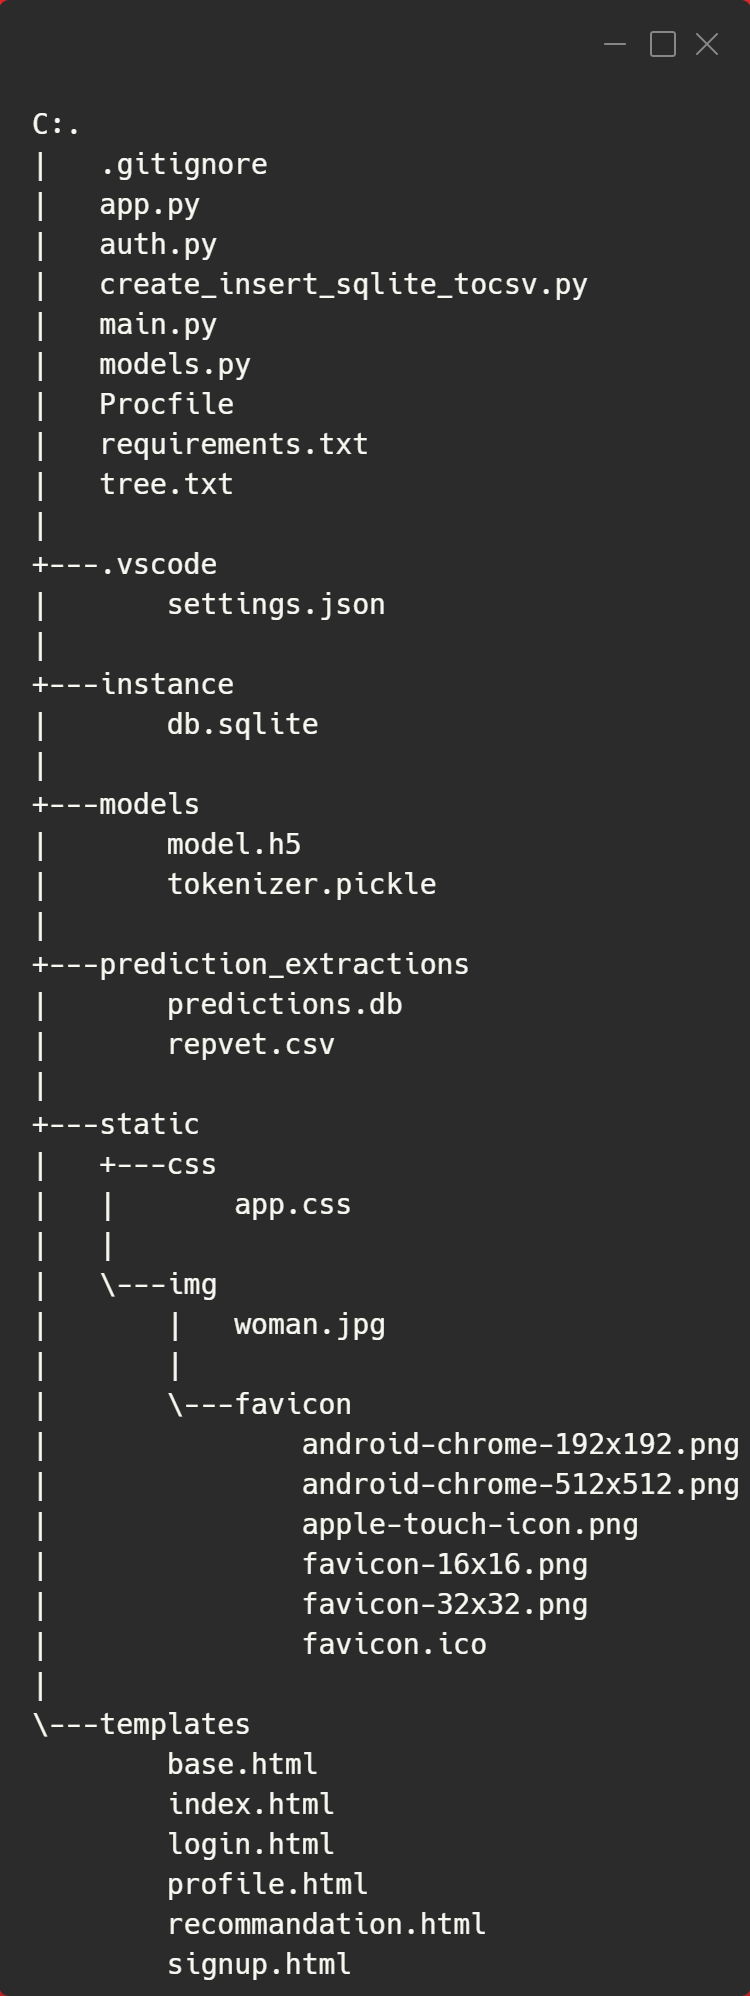 C:.
|   .gitignore
|   app.py
|   auth.py
|   create_insert_sqlite_tocsv.py
|   main.py
|   models.py
|   Procfile
|   requirements.txt
|   tree.txt
|
+---.vscode
|       settings.json
|
+---instance
|       db.sqlite
|
+---models
|       model.h5
|       tokenizer.pickle
|
+---prediction_extractions
|       predictions.db
|       repvet.csv
|
+---static
|   +---css
|   |       app.css
|   |
|   \---img
|       |   woman.jpg
|       |
|       \---favicon
|               android-chrome-192x192.png
|               android-chrome-512x512.png
|               apple-touch-icon.png
|               favicon-16x16.png
|               favicon-32x32.png
|               favicon.ico
|
\---templates
        base.html
        index.html
        login.html
        profile.html
        recommandation.html
        signup.html